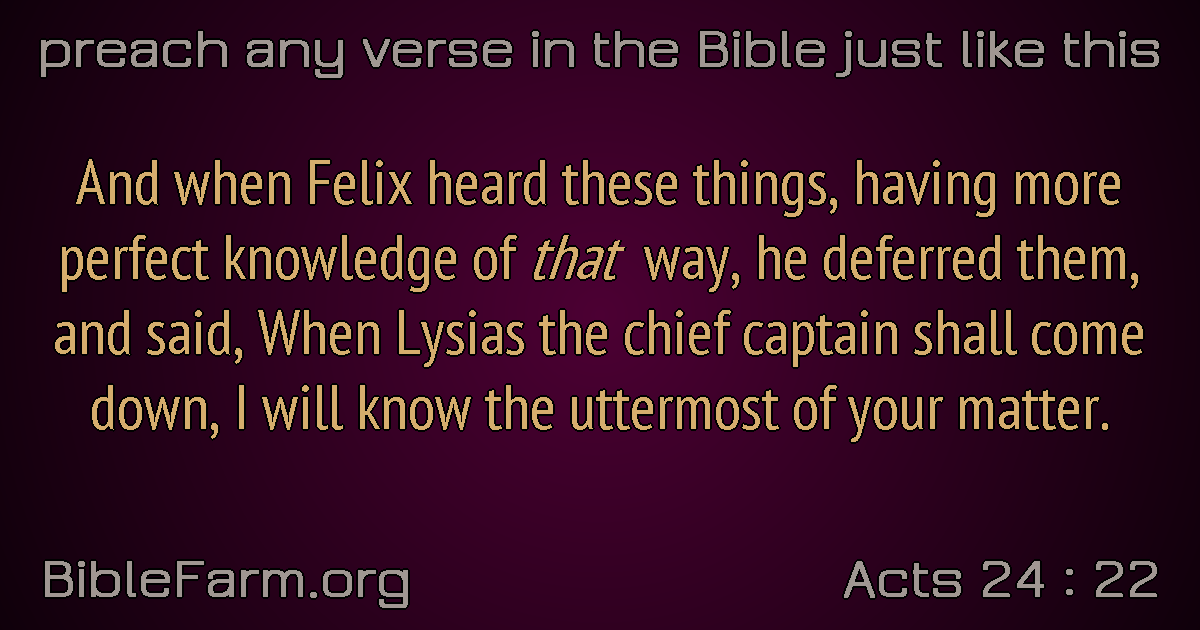 preach any verse in the Bible just like this
And when Felix heard these things, having more
perfect knowledge of that way, he deferred them,
and said, When Lysias the chief captain shall come
down, I will know the uttermost of your matter.
BibleFarm.org
Acts 24 : 22